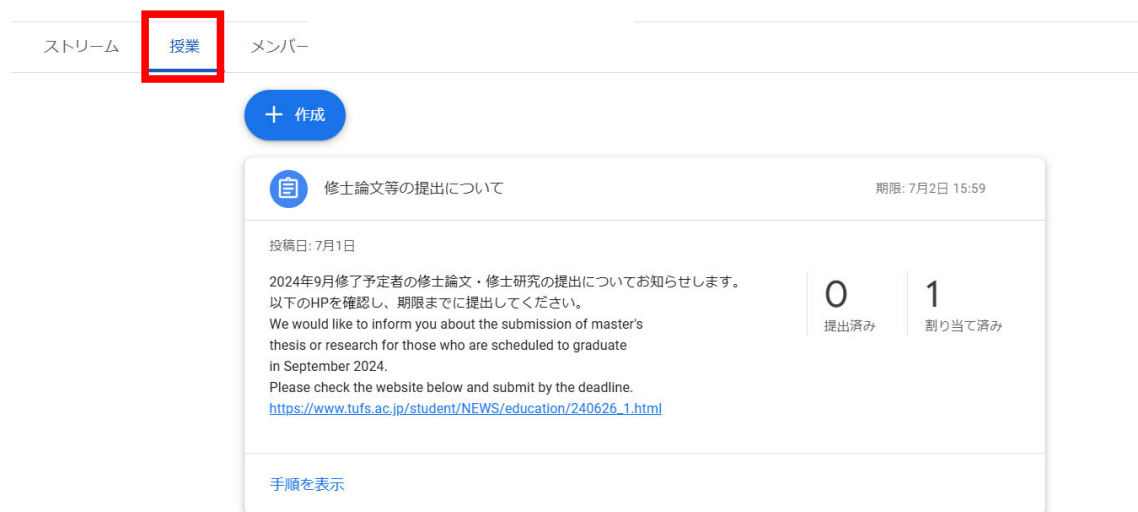 ストリーム 授業 メンバー
＋ 作成
修士論文等の提出について 期限: 7月2日 15:59
投稿日: 7月1日
2024年9月修了予定者の修士論文・修士研究の提出についてお知らせします。
以下のHPを確認し、期限までに提出してください。
We would like to inform you about the submission of master's
thesis or research for those who are scheduled to graduate
in September 2024.
Please check the website below and submit by the deadline.
https://www.tufs.ac.jp/student/NEWS/education/240626_1.html
0 1
提出済み 割り当て済み
手順を表示